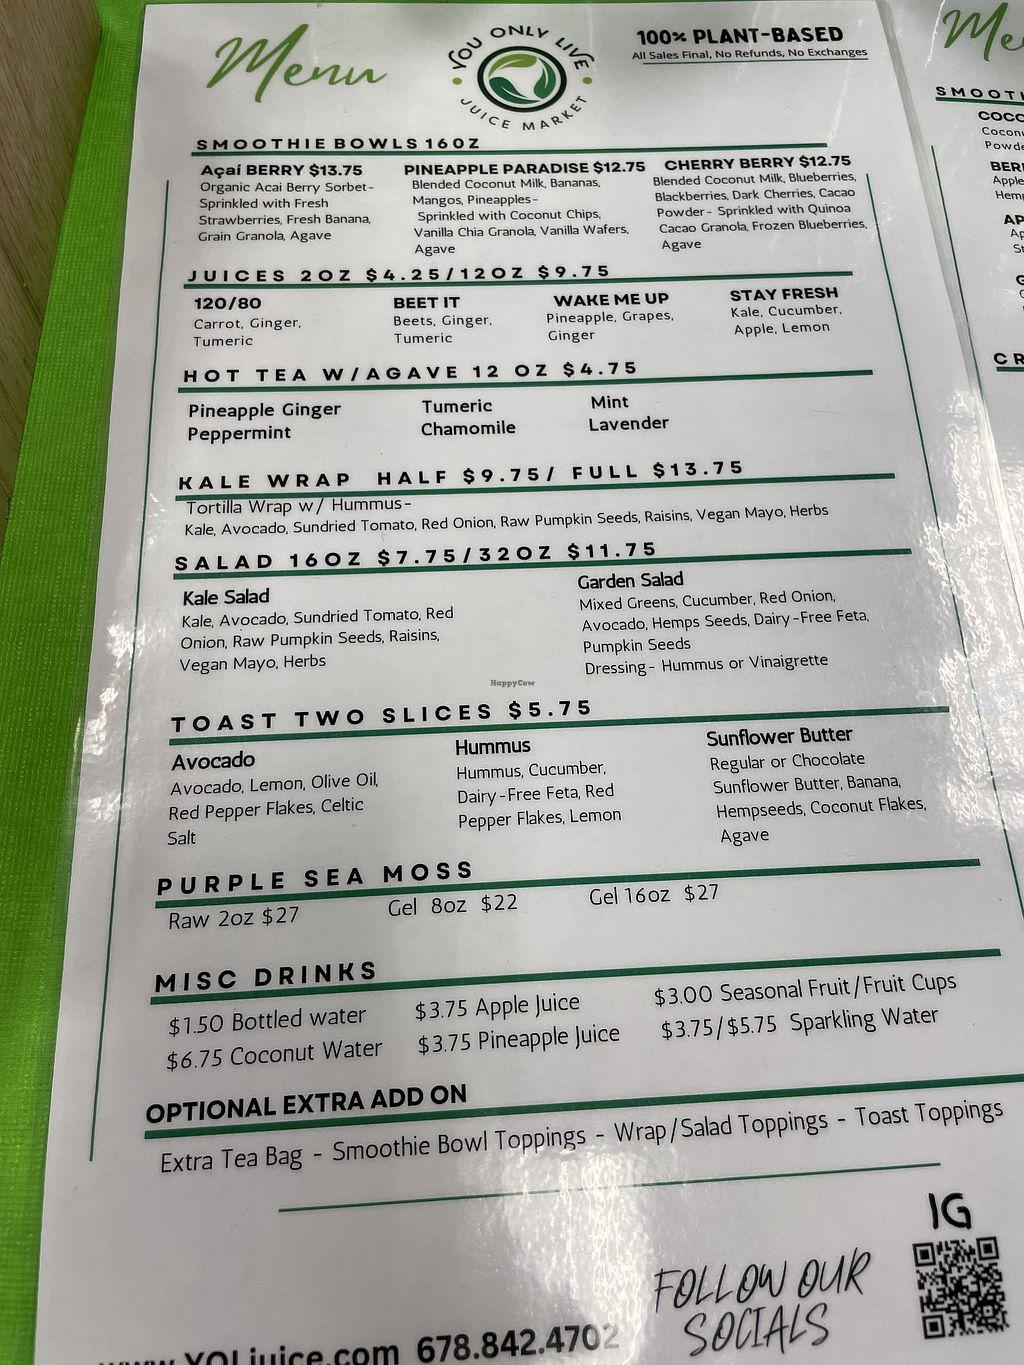 Menu
YOU ONLY LIVE
JUICE MARKET
100% PLANT-BASED
All Sales Final, No Refunds, No Exchanges
SMOOTHIE BOWLS 16OZ
Açaí BERRY $13.75
Organic Acai Berry Sorbet-
Sprinkled with Fresh
Strawberries, Fresh Banana,
Grain Granola, Agave
PINEAPPLE PARADISE $12.75
Blended Coconut Milk, Bananas,
Mangos, Pineapples-
Sprinkled with Coconut Chips,
Vanilla Chia Granola, Vanilla Wafers,
Agave
CHERRY BERRY $12.75
Blended Coconut Milk, Blueberries,
Blackberries, Dark Cherries, Cacao
Powder- Sprinkled with Quinoa
Cacao Granola, Frozen Blueberries,
Agave
JUICES 2OZ $4.25/12OZ $9.75
120/80
Carrot, Ginger,
Tumeric
BEET IT
Beets, Ginger,
Tumeric
WAKE ME UP
Pineapple, Grapes,
Ginger
STAY FRESH
Kale, Cucumber,
Apple, Lemon
HOT TEA W/AGAVE 12 OZ $4.75
Pineapple Ginger
Peppermint
Tumeric
Chamomile
Mint
Lavender
KALE WRAP HALF $9.75/ FULL $13.75
Tortilla Wrap w/ Hummus-
Kale, Avocado, Sundried Tomato, Red Onion, Raw Pumpkin Seeds, Raisins, Vegan Mayo, Herbs
SALAD 16OZ $7.75/32OZ $11.75
Kale Salad
Kale, Avocado, Sundried Tomato, Red
Onion, Raw Pumpkin Seeds, Raisins,
Vegan Mayo, Herbs
Garden Salad
Mixed Greens, Cucumber, Red Onion,
Avocado, Hemps Seeds, Dairy-Free Feta,
Pumpkin Seeds
Dressing- Hummus or Vinaigrette
HappyCow
TOAST TWO SLICES $5.75
Avocado
Avocado, Lemon, Olive Oil,
Red Pepper Flakes, Celtic
Salt
Hummus
Hummus, Cucumber,
Dairy-Free Feta, Red
Pepper Flakes, Lemon
Sunflower Butter
Regular or Chocolate
Sunflower Butter, Banana,
Hempseeds, Coconut Flakes,
Agave
PURPLE SEA MOSS
Raw 2oz $27
Gel 8oz $22
Gel 16oz $27
MISC DRINKS
$1.50 Bottled water
$6.75 Coconut Water
$3.75 Apple Juice
$3.75 Pineapple Juice
$3.00 Seasonal Fruit/Fruit Cups
$3.75/$5.75 Sparkling Water
OPTIONAL EXTRA ADD ON
Extra Tea Bag - Smoothie Bowl Toppings - Wrap/Salad Toppings - Toast Toppings
IG
FOLLOW OUR
SOCIALS
www.YOLjuice.com 678.842.4702